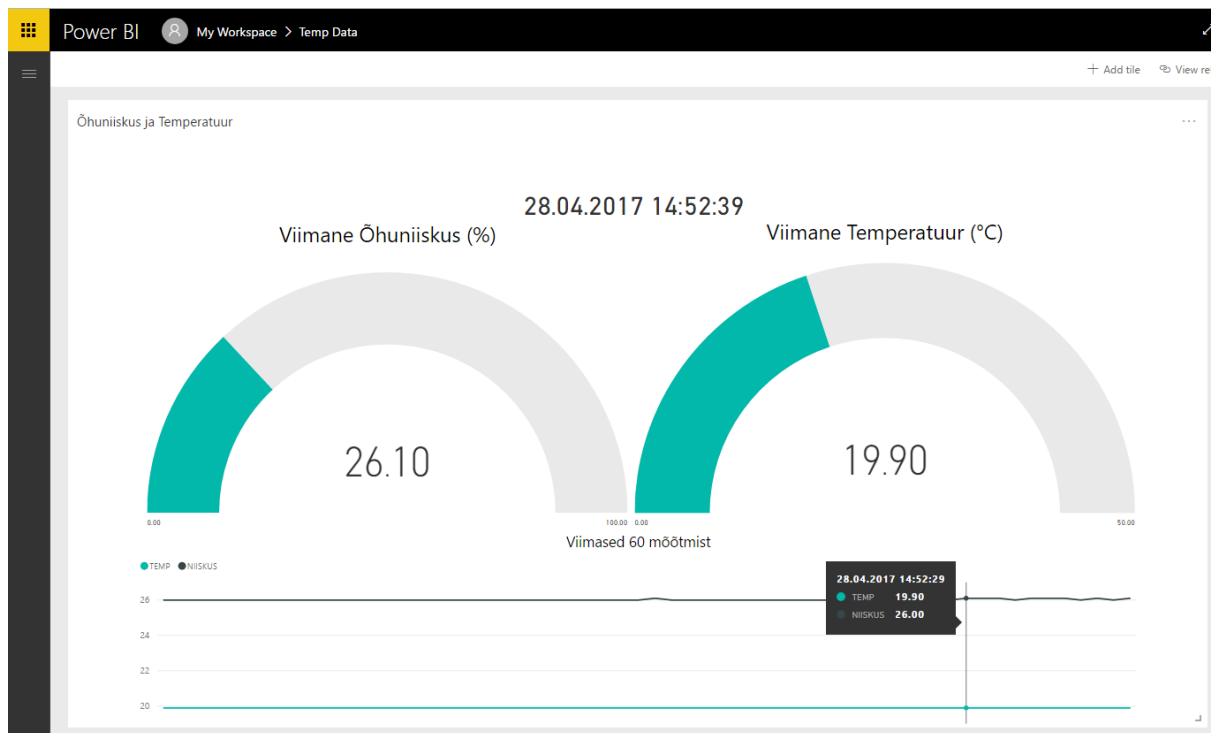 Power BI My Workspace > Temp Data
Add tile View re
Õhuniiskus ja Temperatuur
28.04.2017 14:52:39
Viimane Õhuniiskus (%) Viimane Temperatuur (°C)
26.10 19.90
0.00 100.00 0.00 50.00
Viimased 60 mõõtmist
TEMP NIISKUS
28.04.2017 14:52:29
TEMP 19.90
NIISKUS 26.00
26
24
22
20